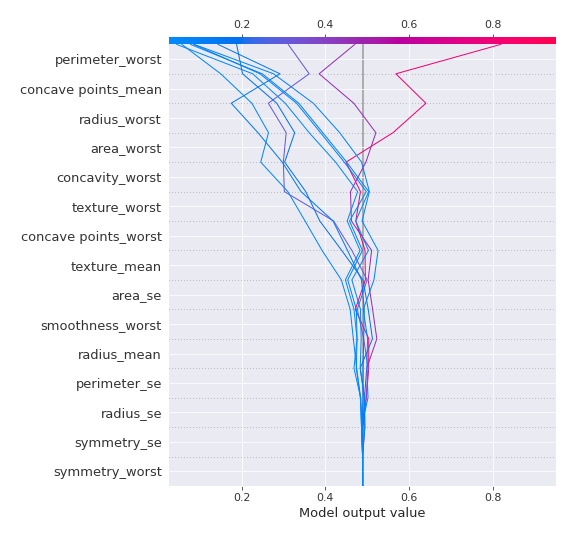 0.2 0.4 0.6 0.8
perimeter_worst
concave points_mean
radius_worst
area_worst
concavity_worst
texture_worst
concave points_worst
texture_mean
area_se
smoothness_worst
radius_mean
perimeter_se
radius_se
symmetry_se
symmetry_worst
0.2 0.4 0.6 0.8
Model output value